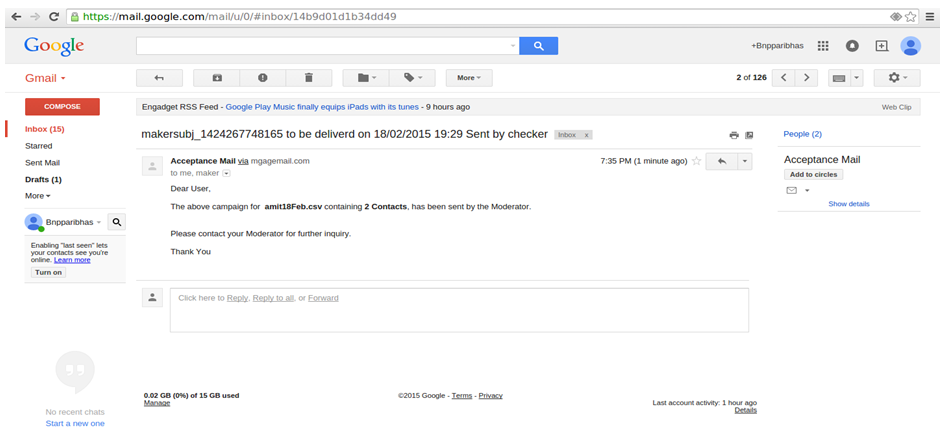 https://mail.google.com/mail/u/0/#inbox/14b9d01d1b34dd49
Google
+Bnpparibhas
Gmail
More
2 of 126
COMPOSE
Engadget RSS Feed - Google Play Music finally equips iPads with its tunes - 9 hours ago
Web Clip
Inbox (15)
Starred
Sent Mail
Drafts (1)
More
Bnpparibhas
Enabling "last seen" lets
your contacts see you're
online. Learn more
Turn on
No recent chats
Start a new one
makersubj_1424267748165 to be deliverd on 18/02/2015 19:29 Sent by checker
Inbox x
Acceptance Mail via mgagemail.com
7:35 PM (1 minute ago)
to me, maker
Dear User,
The above campaign for amit18Feb.csv containing 2 Contacts, has been sent by the Moderator.
Please contact your Moderator for further inquiry.
Thank You
Click here to Reply, Reply to all, or Forward
People (2)
Acceptance Mail
Add to circles
Show details
0.02 GB (0%) of 15 GB used
Manage
©2015 Google - Terms - Privacy
Last account activity: 1 hour ago
Details